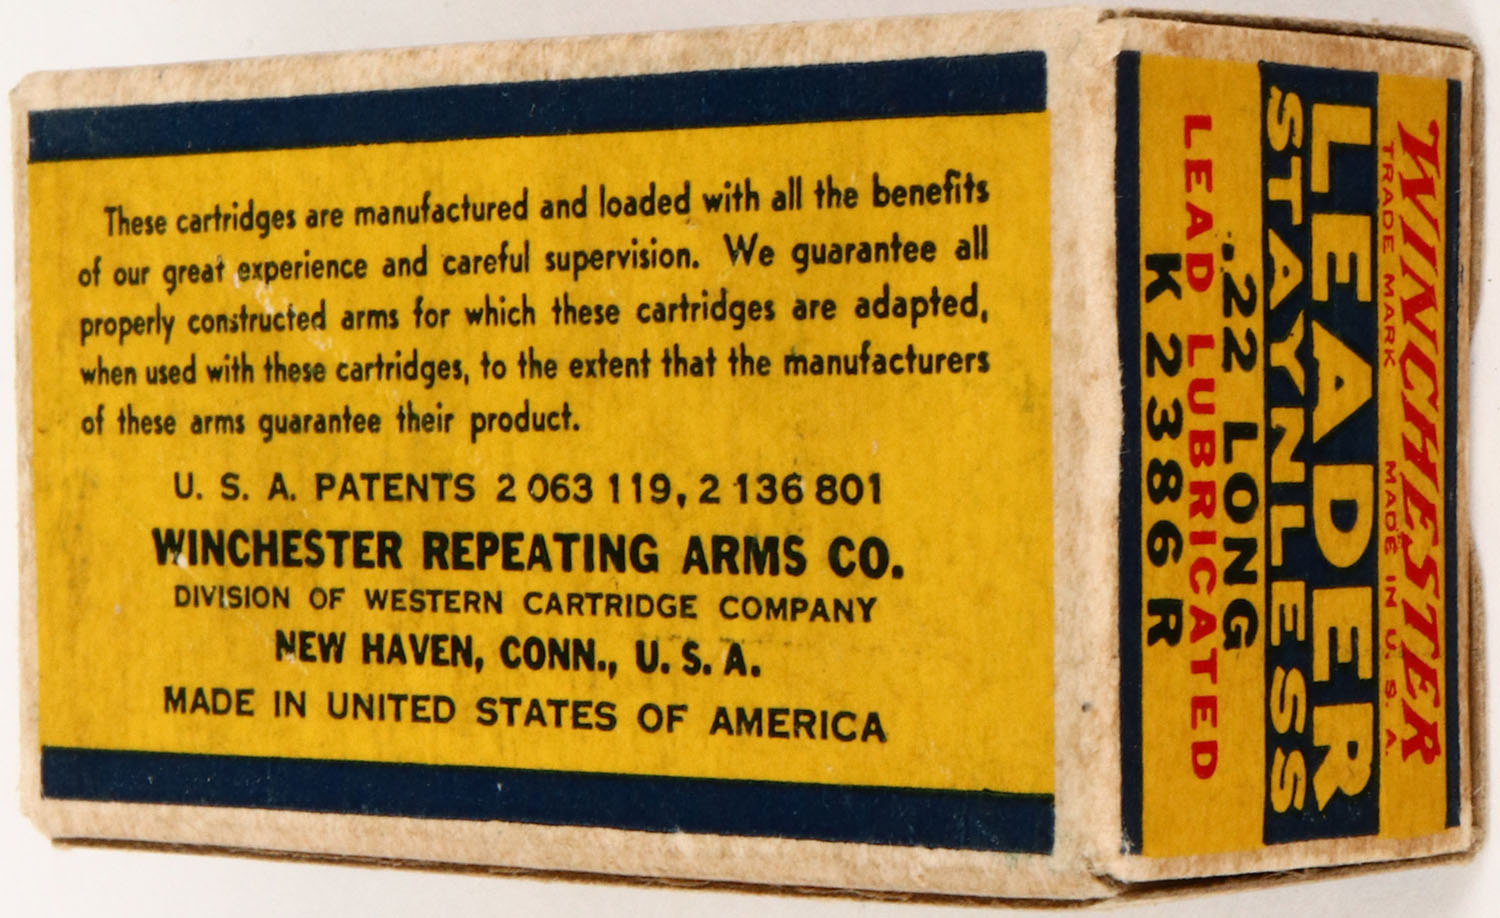 These cartridges are manufactured and loaded with all the benefits
of our great experience and careful supervision. We guarantee all
properly constructed arms for which these cartridges are adapted,
when used with these cartridges, to the extent that the manufacturers
of these arms guarantee their product.
U. S. A. PATENTS 2 063 119, 2 136 801
WINCHESTER REPEATING ARMS CO.
DIVISION OF WESTERN CARTRIDGE COMPANY
NEW HAVEN, CONN., U. S. A.
MADE IN UNITED STATES OF AMERICA
WINCHESTER
TRADE MARK MADE IN U. S. A.
LEADER
STAYNLESS
.22 LONG
LEAD LUBRICATED
K 2386 R